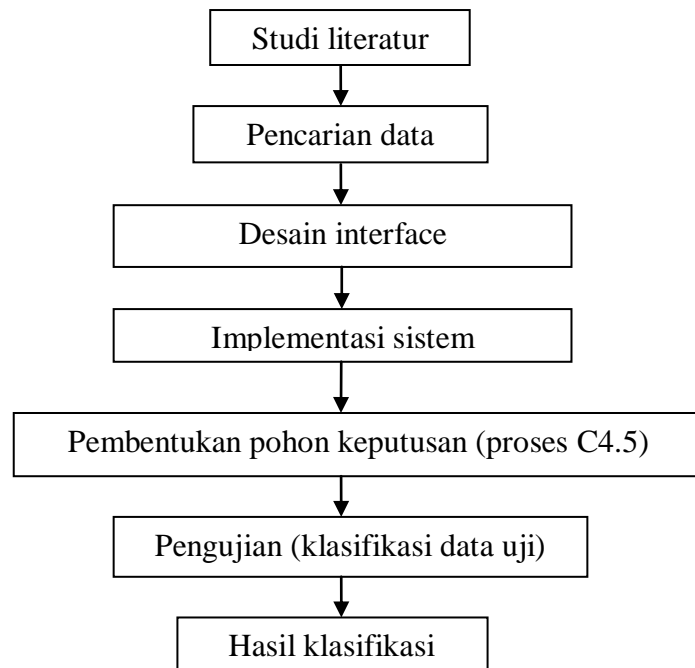 Studi literatur
Pencarian data
Desain interface
Implementasi sistem
Pembentukan pohon keputusan (proses C4.5)
Pengujian (klasifikasi data uji)
Hasil klasifikasi